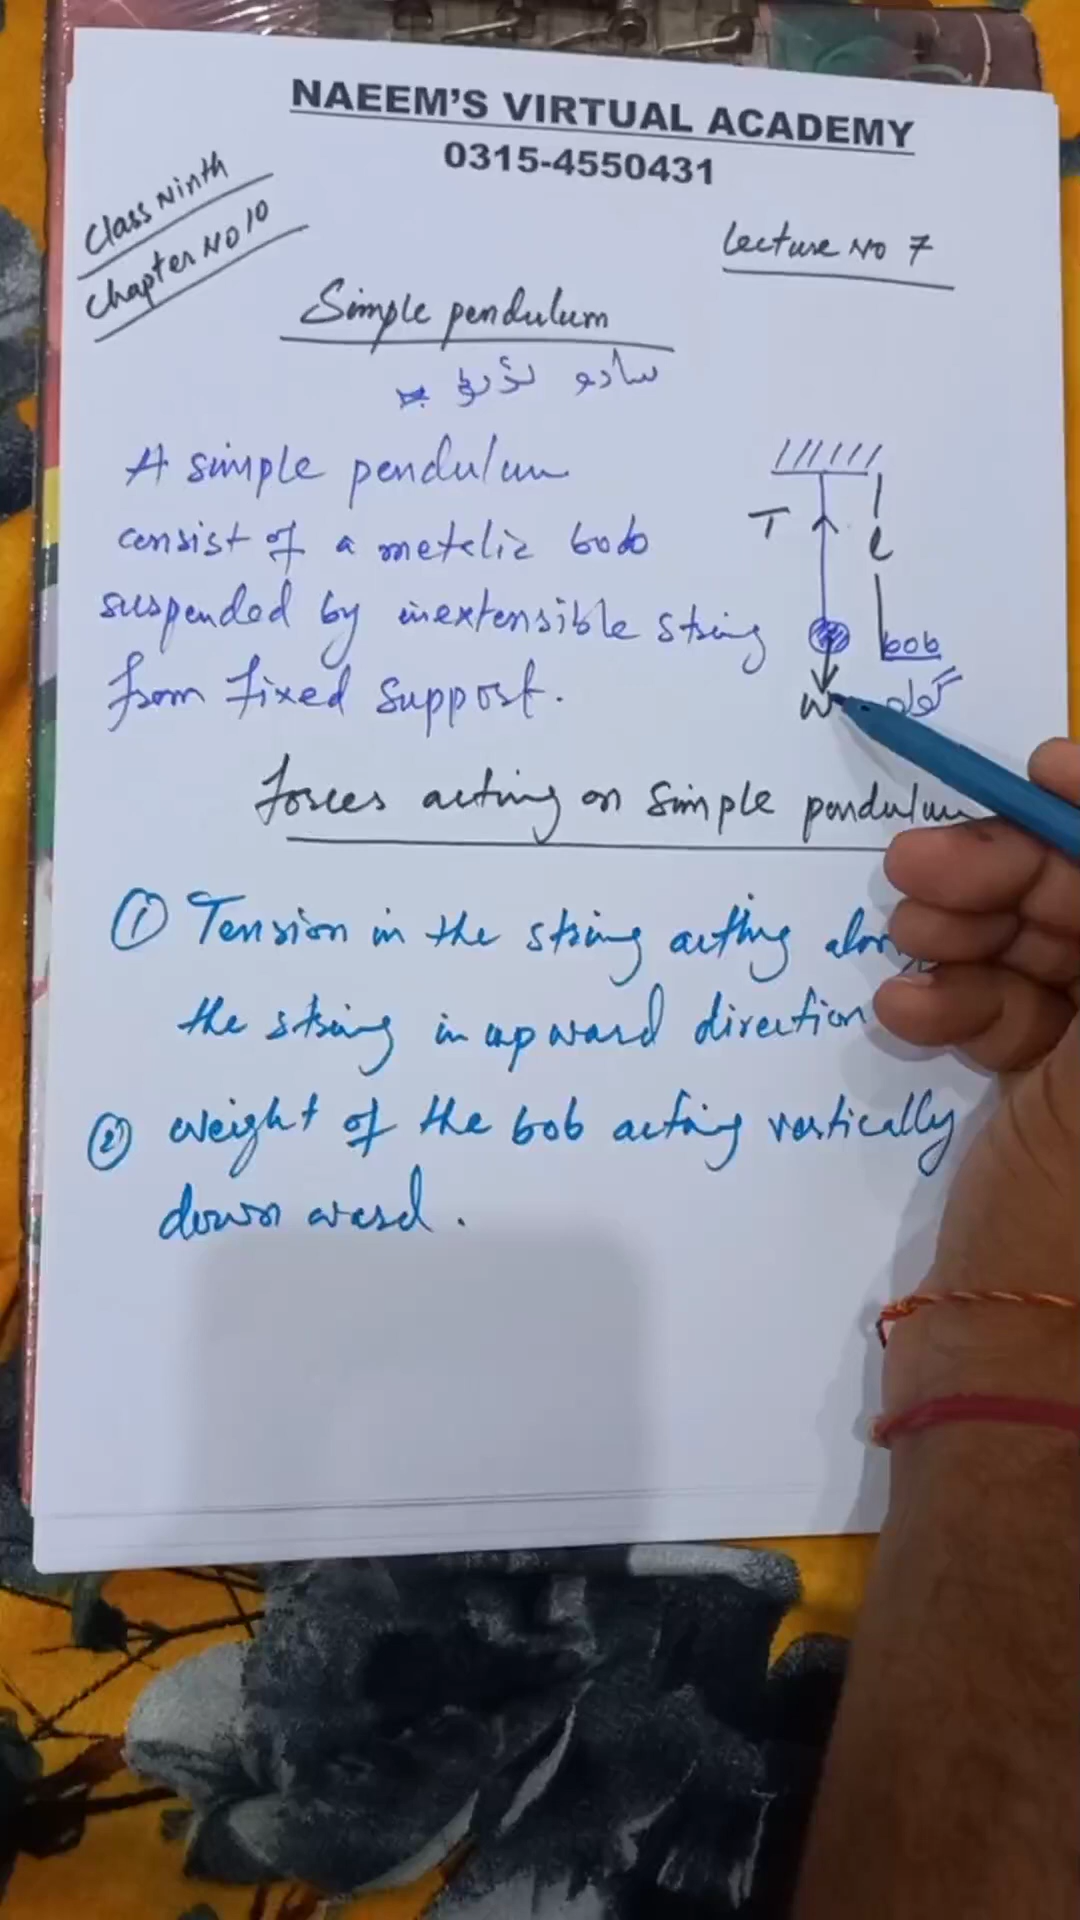 NAEEM'S VIRTUAL ACADEMY
0315-4550431
Class Ninth
Chapter No 10
Lecture No 7
Simple pendulum
سادہ
A simple pendulum
consist of a metelic bob
suspended by inextensible string
from fixed support.
T
l
bob
W
Forces acting on simple pendulum
① Tension in the string acting along
the string in upward direction
② weight of the bob acting vertically
down ward.